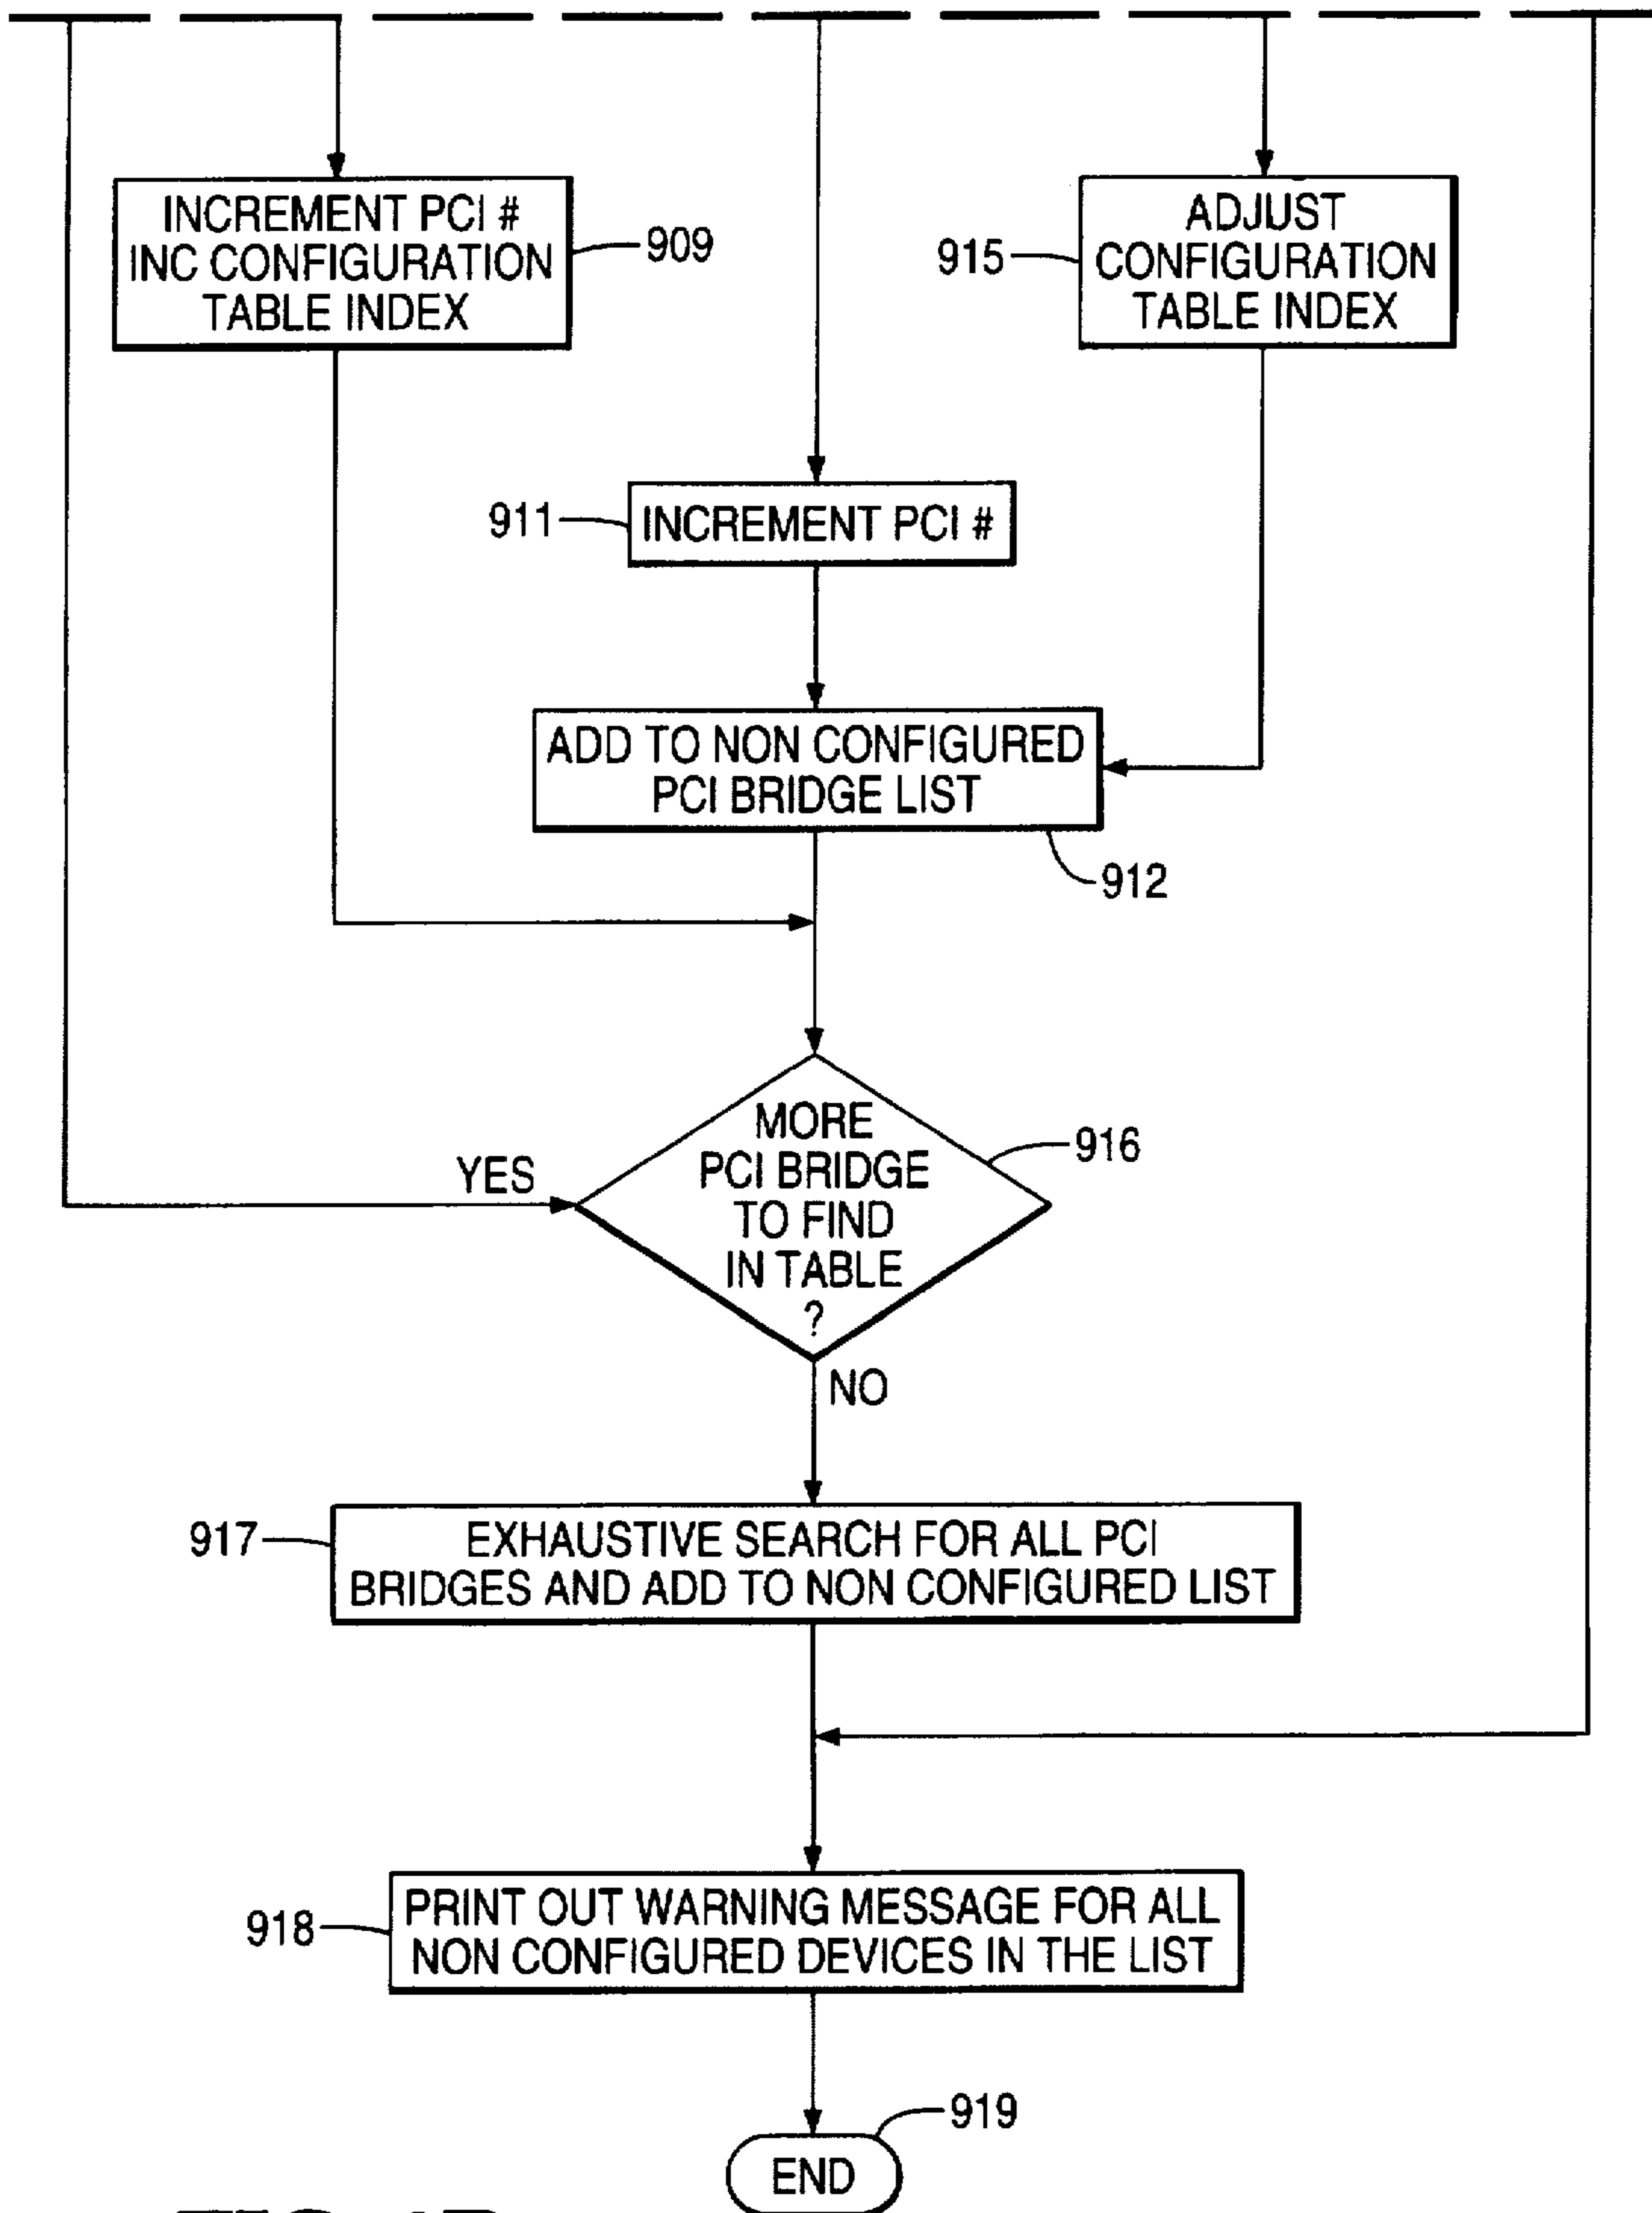 INCREMENT PCI #
INC CONFIGURATION
TABLE INDEX
909
915
ADJUST
CONFIGURATION
TABLE INDEX
911
INCREMENT PCI #
ADD TO NON CONFIGURED
PCI BRIDGE LIST
912
MORE
PCI BRIDGE
TO FIND
IN TABLE
?
916
YES
NO
917
EXHAUSTIVE SEARCH FOR ALL PCI
BRIDGES AND ADD TO NON CONFIGURED LIST
918
PRINT OUT WARNING MESSAGE FOR ALL
NON CONFIGURED DEVICES IN THE LIST
919
END